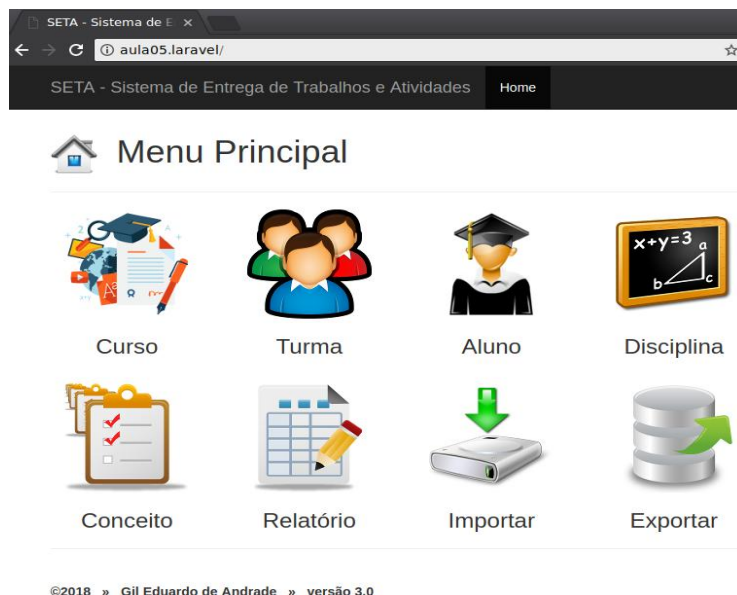 SETA - Sistema de E
aula05.laravel/
SETA - Sistema de Entrega de Trabalhos e Atividades Home
Menu Principal
x+y=3
a
b
c
Curso Turma Aluno Disciplina
Conceito Relatório Importar Exportar
©2018 » Gil Eduardo de Andrade » versão 3.0